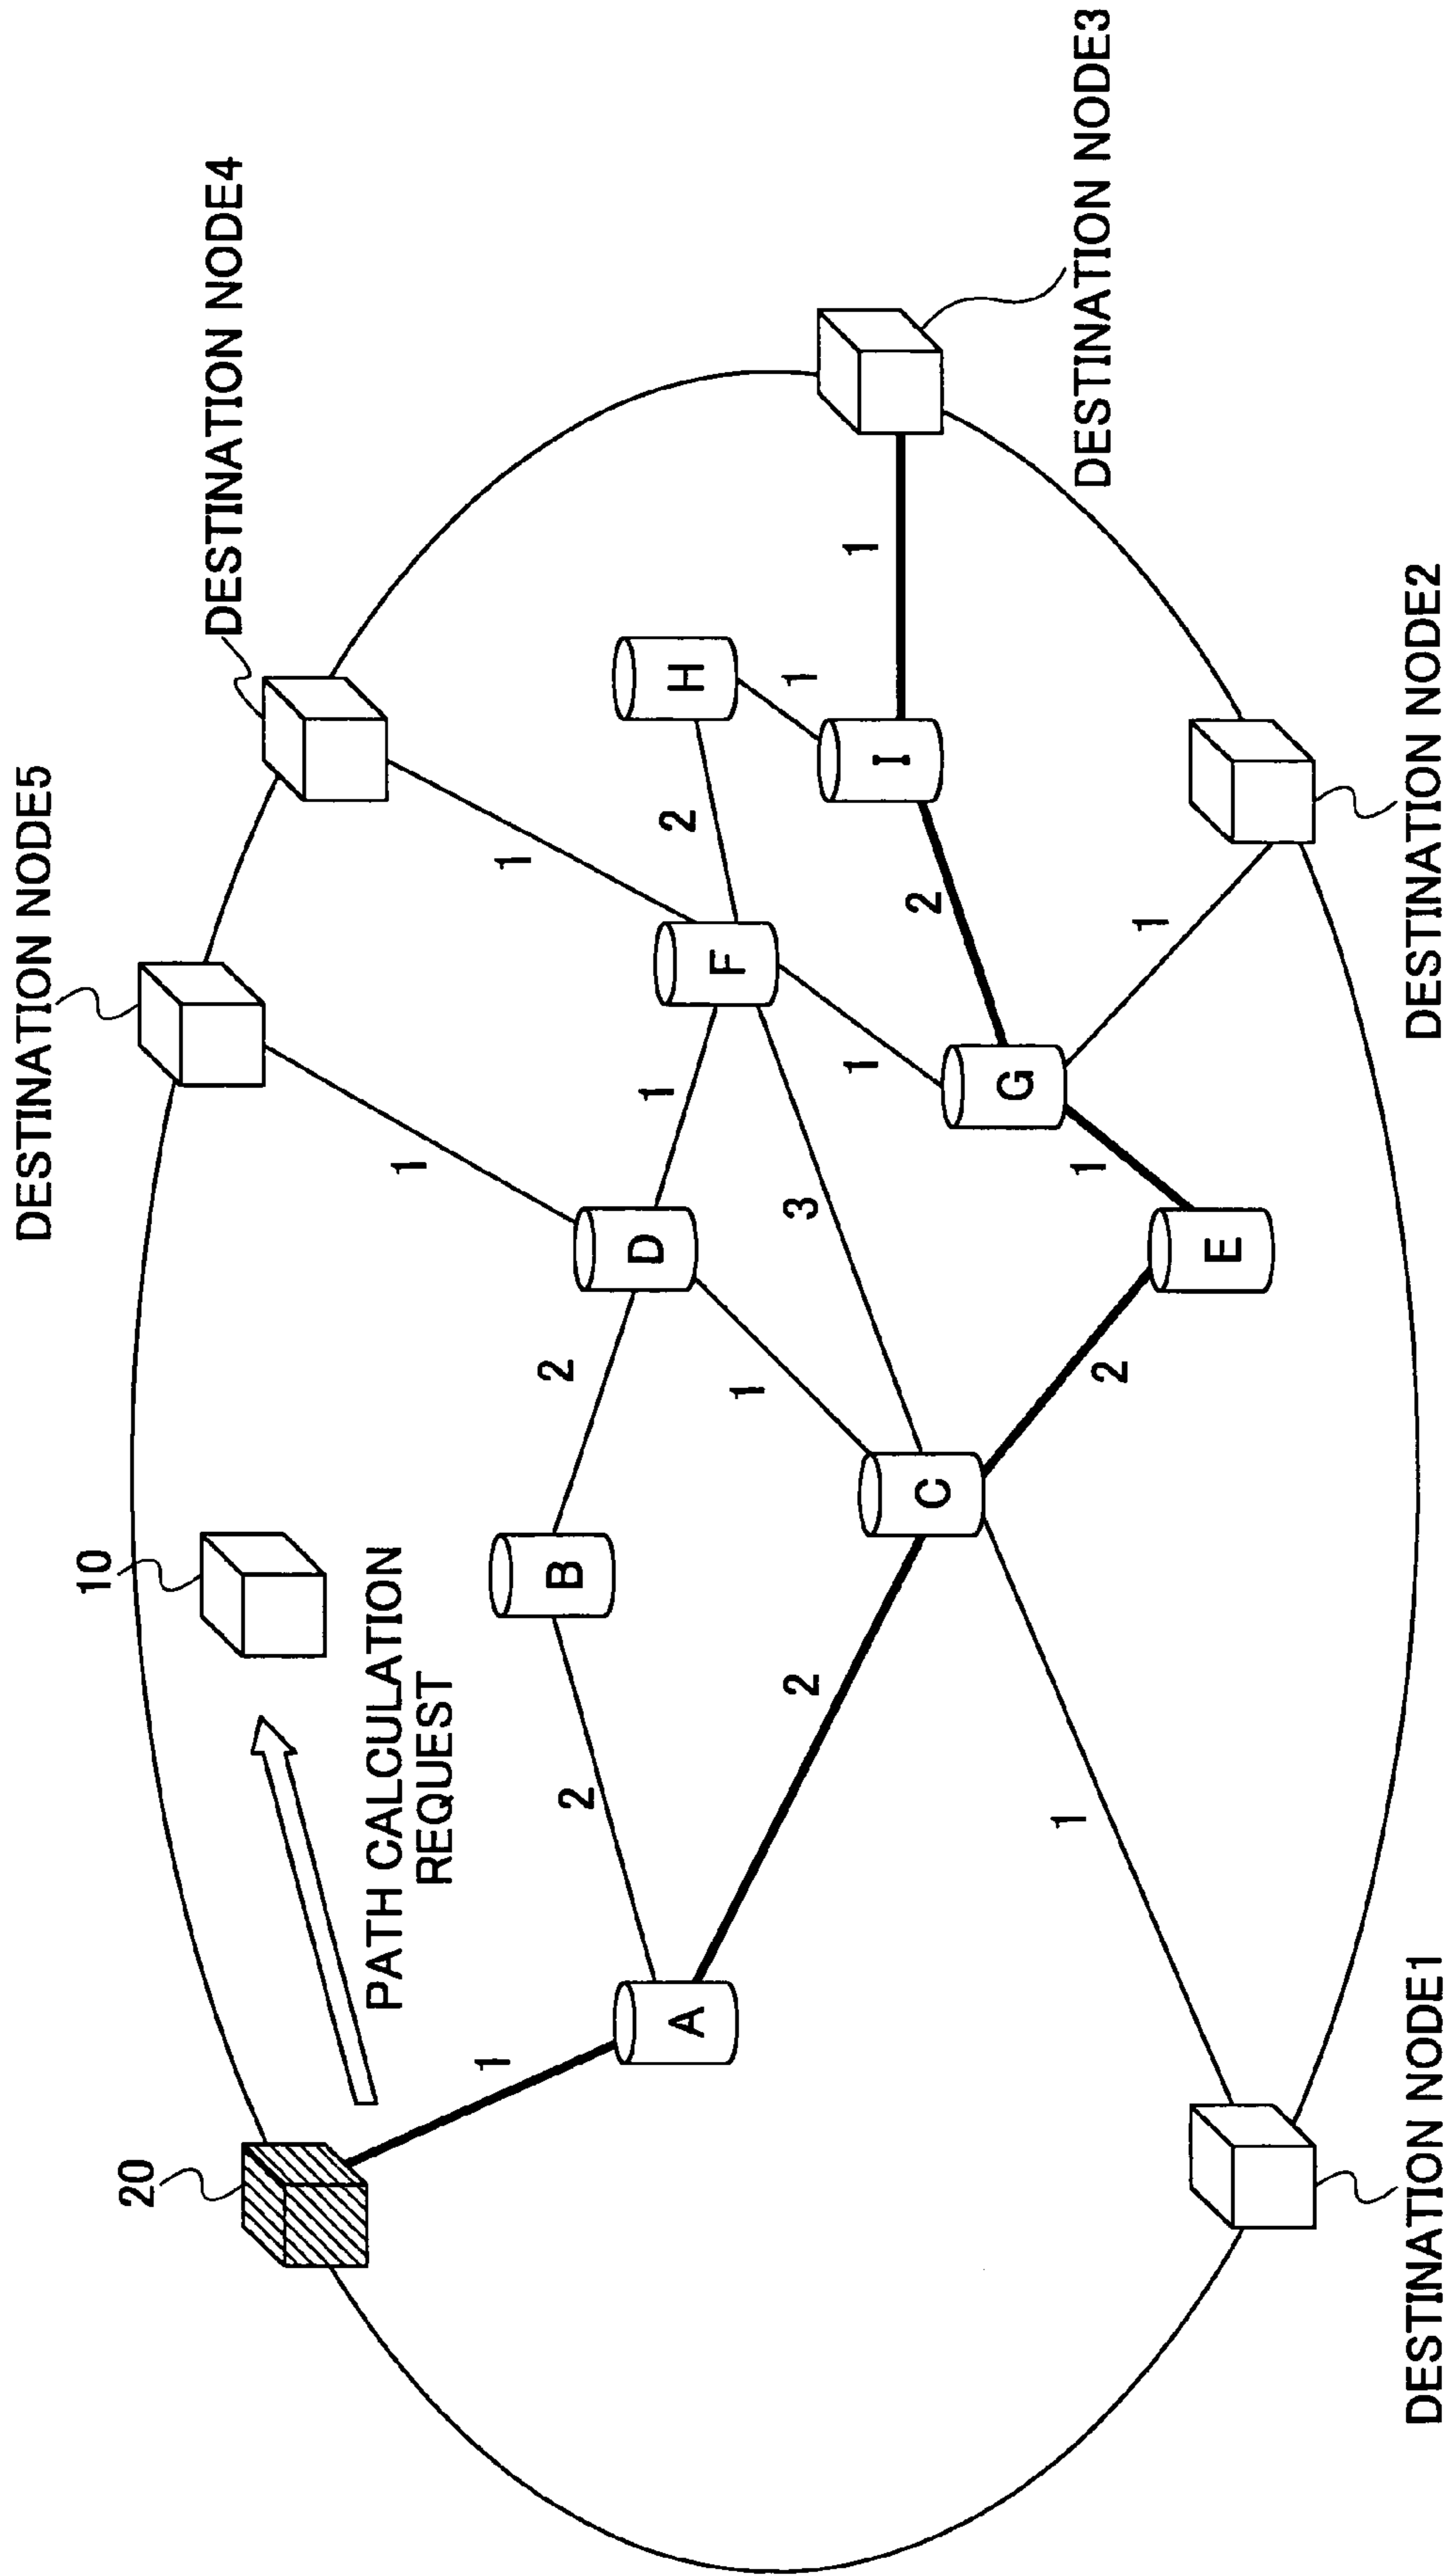 DESTINATION NODE5
DESTINATION NODE4
DESTINATION NODE3
DESTINATION NODE2
DESTINATION NODE1
10
20
PATH CALCULATION
REQUEST
A
B
C
D
E
F
G
H
I
1
2
2
2
1
1
3
2
1
1
1
1
2
1
2
1
1
1